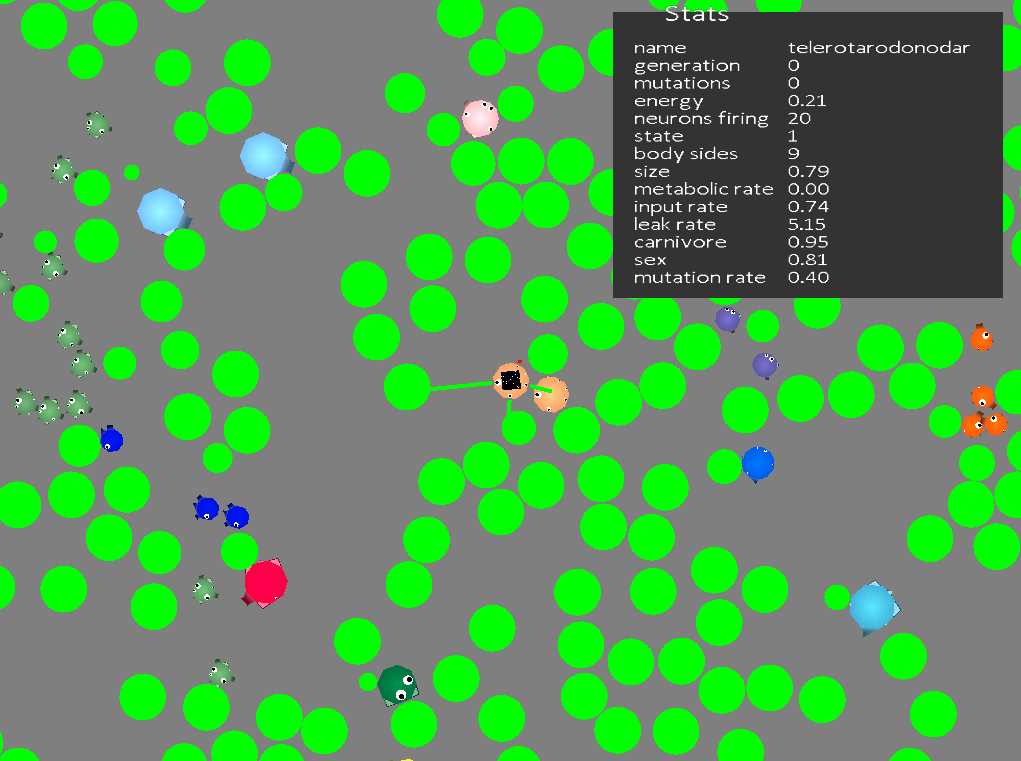 Stats
name telerotarodonodar
generation 0
mutations 0
energy 0.21
neurons firing 20
state 1
body sides 9
size 0.79
metabolic rate 0.00
input rate 0.74
leak rate 5.15
carnivore 0.95
sex 0.81
mutation rate 0.40